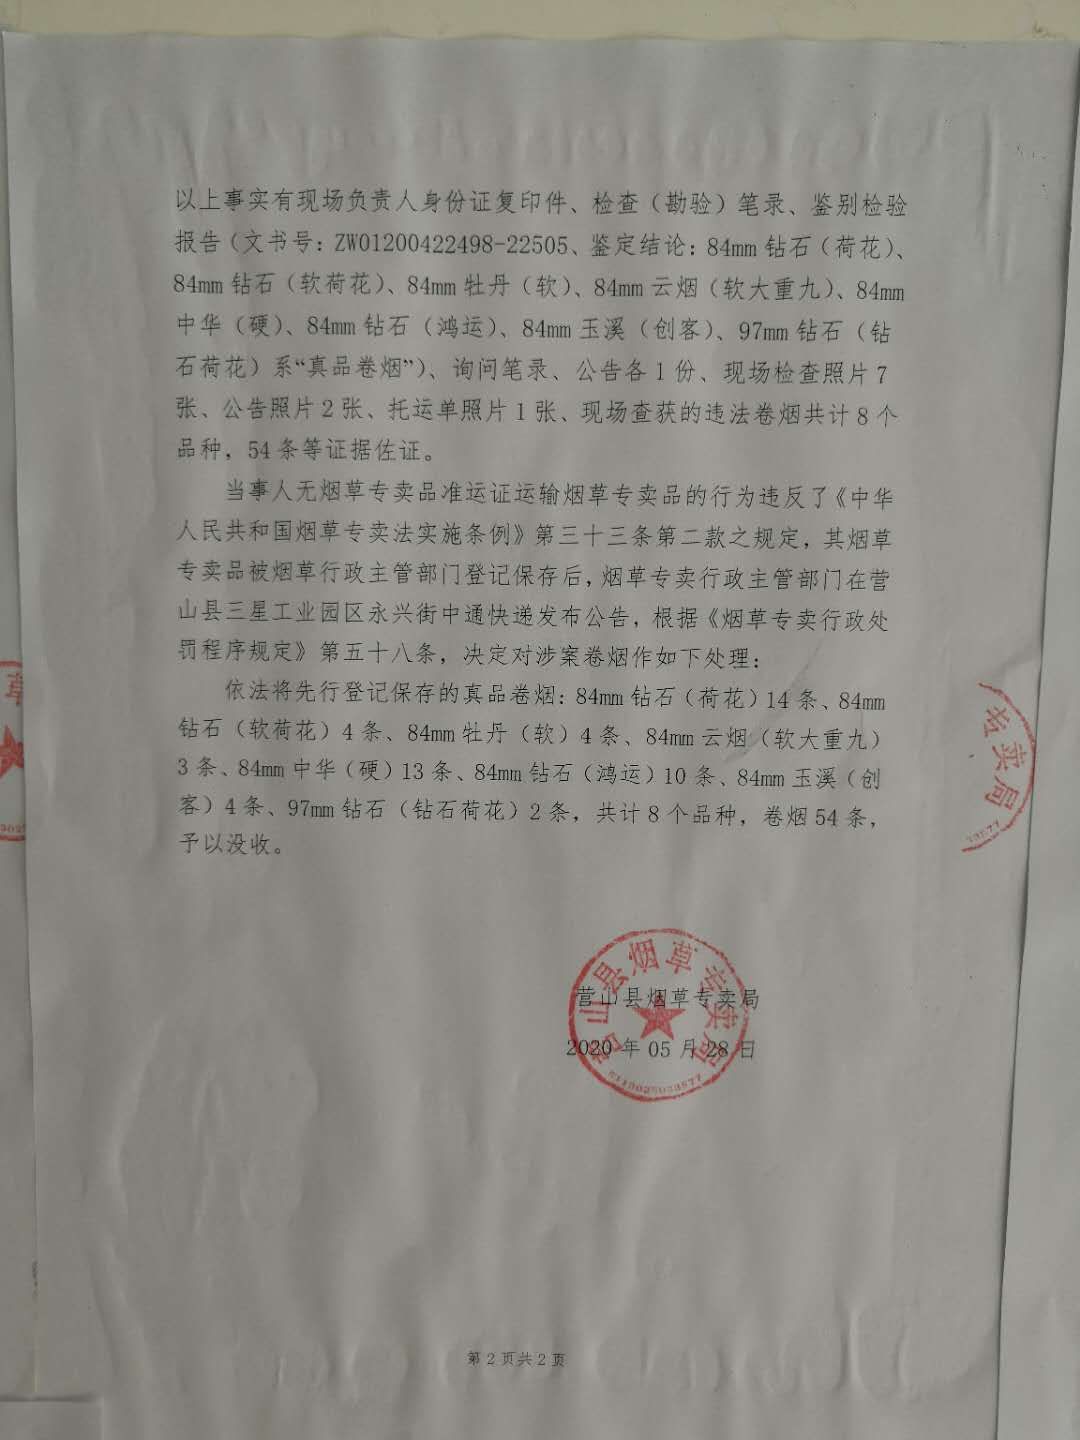 以上事实有现场负责人身份证复印件、检查（勘验）笔录、鉴别检验
报告（文书号：ZW01200422498-22505、鉴定结论：84mm 钻石（荷花）、
84mm 钻石（软荷花）、84mm 牡丹（软）、84mm 云烟（软大重九）、84mm
中华（硬）、84mm 钻石（鸿运）、84mm 玉溪（创客）、97mm 钻石（钻
石荷花）系“真品卷烟”）、询问笔录、公告各 1 份、现场检查照片 7
张、公告照片 2 张、托运单照片 1 张、现场查获的违法卷烟共计 8 个
品种，54 条等证据佐证。
当事人无烟草专卖品准运证运输烟草专卖品的行为违反了《中华
人民共和国烟草专卖法实施条例》第三十三条第二款之规定，其烟草
专卖品被烟草行政主管部门登记保存后，烟草专卖行政主管部门在营
山县三星工业园区永兴街中通快递发布公告，根据《烟草专卖行政处
罚程序规定》第五十八条，决定对涉案卷烟作如下处理：
依法将先行登记保存的真品卷烟：84mm 钻石（荷花）14 条、84mm
钻石（软荷花）4 条、84mm 牡丹（软）4 条、84mm 云烟（软大重九）
3 条、84mm 中华（硬）13 条、84mm 钻石（鸿运）10 条、84mm 玉溪（创
客）4 条、97mm 钻石（钻石荷花）2 条，共计 8 个品种，卷烟 54 条，
予以没收。
草
专卖局
33577
营山县烟草专卖局
营山县烟草专卖局
2020 年 05 月 28 日
第 2 页共 2 页